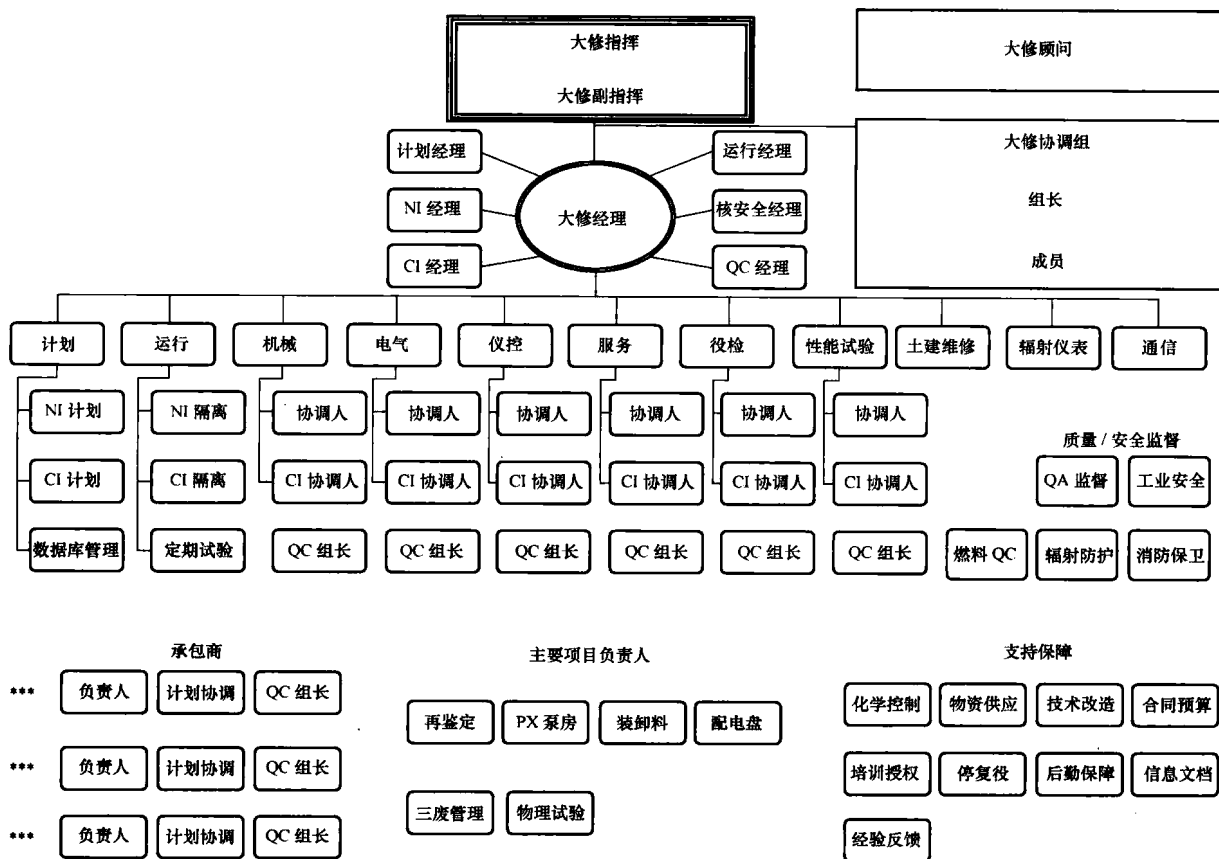 大修指挥
大修副指挥
大修顾问
大修协调组
组长
成员
计划经理
运行经理
NI 经理
大修经理
核安全经理
CI 经理
QC 经理
计划 运行 机械 电气 仪控 服务 役检 性能试验 土建维修 辐射仪表 通信
NI 计划 NI 隔离 协调人 协调人 协调人 协调人 协调人 协调人
质量 / 安全监督
CI 计划 CI 隔离 CI 协调人 CI 协调人 CI 协调人 CI 协调人 CI 协调人 CI 协调人 QA 监督 工业安全
数据库管理 定期试验 QC 组长 QC 组长 QC 组长 QC 组长 QC 组长 QC 组长 燃料 QC 辐射防护 消防保卫
承包商
*** 负责人 计划协调 QC 组长
*** 负责人 计划协调 QC 组长
*** 负责人 计划协调 QC 组长
主要项目负责人
再鉴定 PX 泵房 装卸料 配电盘
三废管理 物理试验
支持保障
化学控制 物资供应 技术改造 合同预算
培训授权 停复役 后勤保障 信息文档
经验反馈